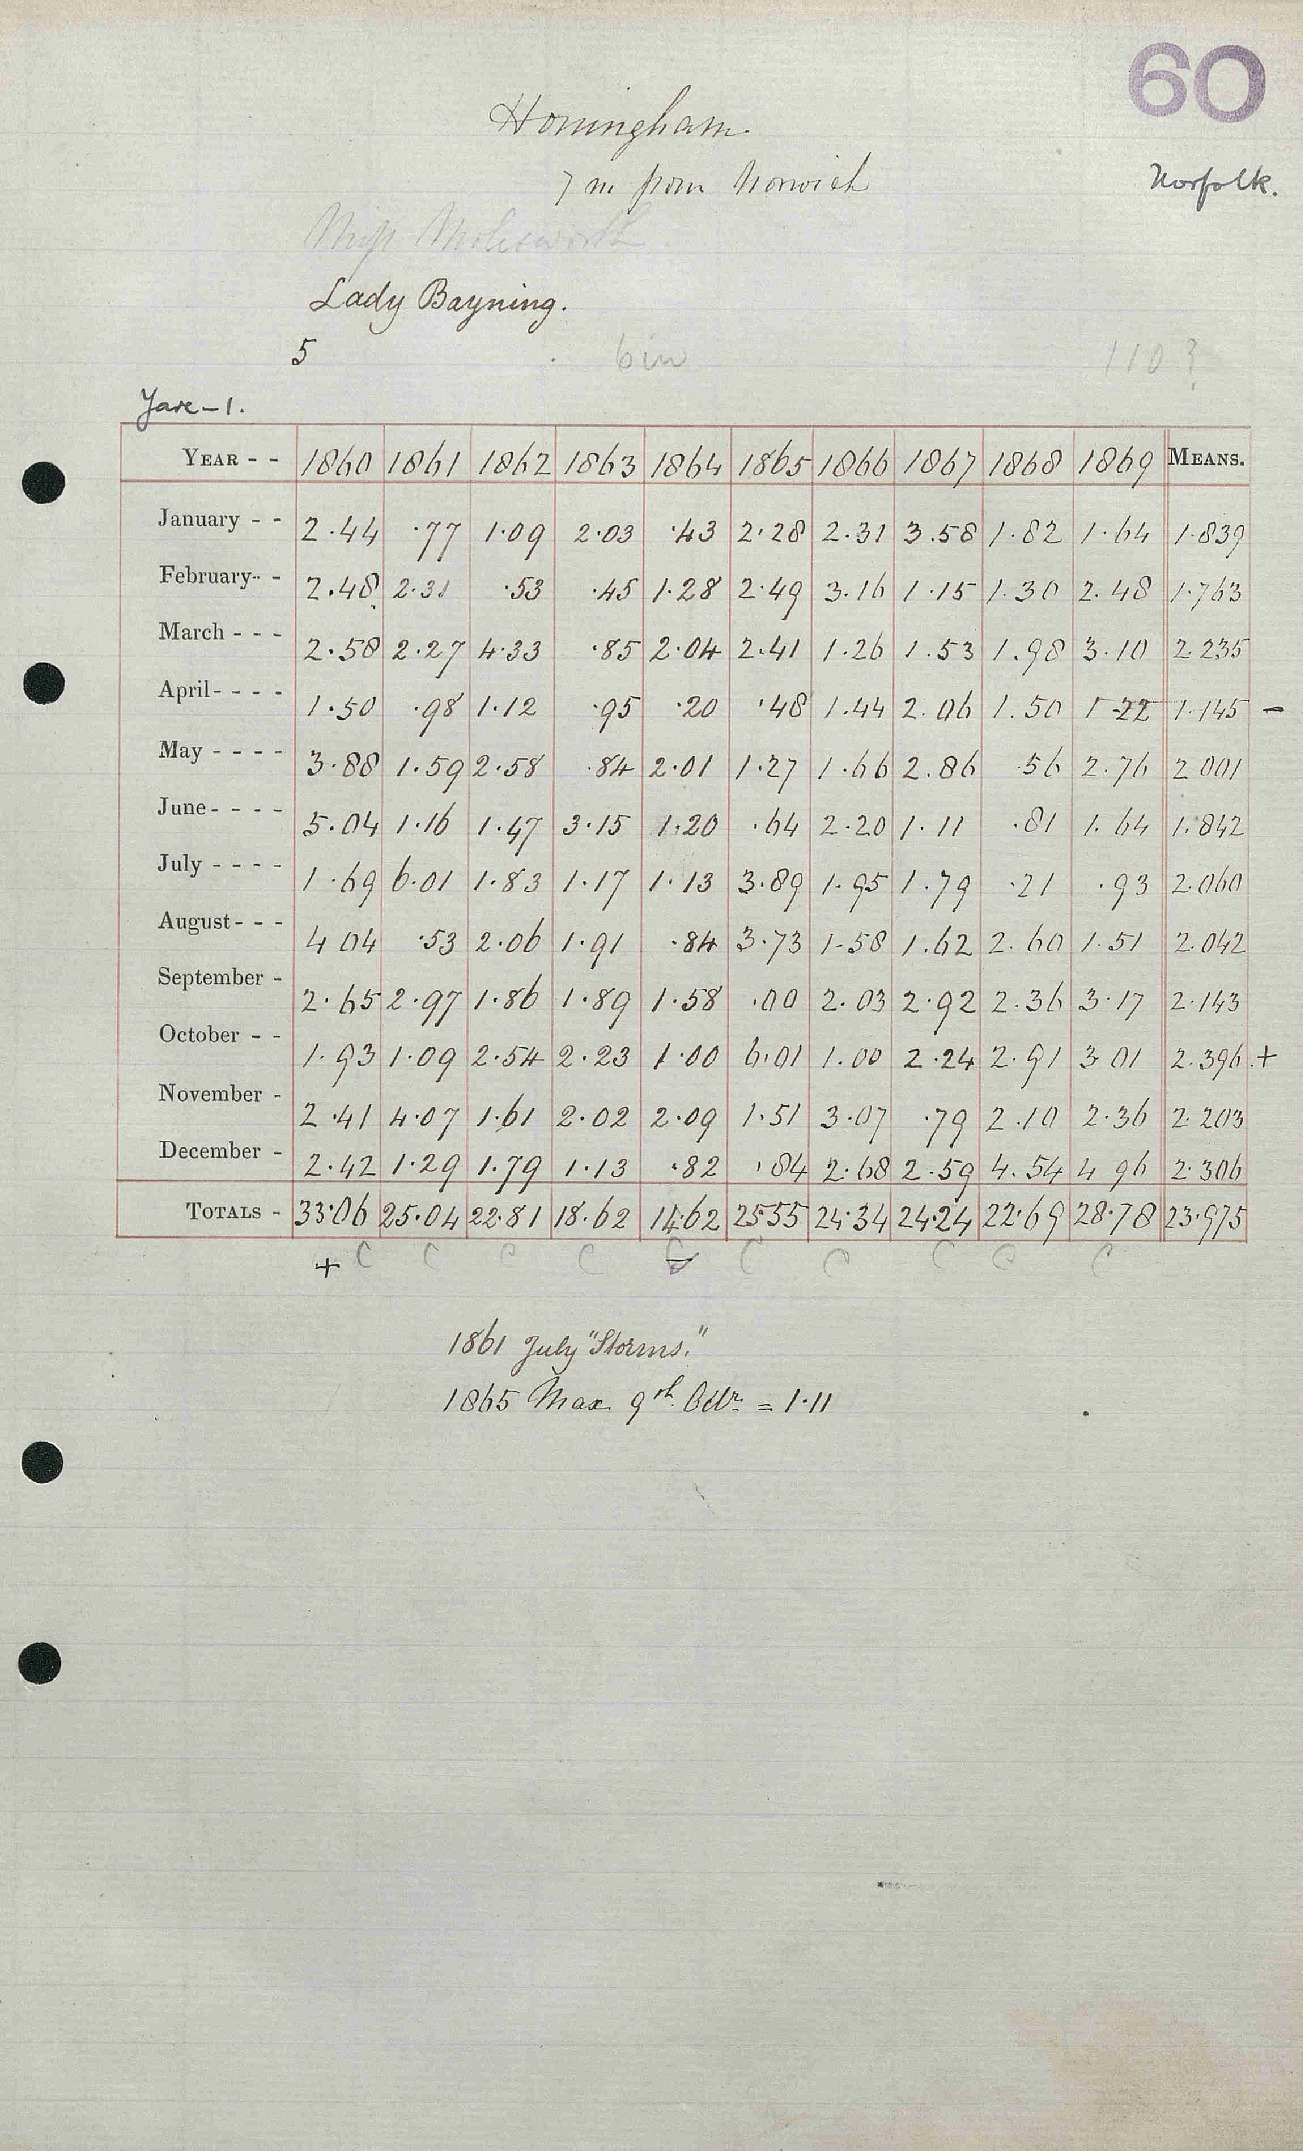 60
Honingham.
7 m from Norwich
Norfolk.
Miss Molesworth
Lady Bayning.
5 6 in 110?
Yare-1.
YEAR - - 1860 1861 1862 1863 1864 1865 1866 1867 1868 1869 MEANS.
January - - 2.44 .77 1.09 2.03 .43 2.28 2.31 3.58 1.82 1.64 1.839
February - - 2.48 2.31 .53 .45 1.28 2.49 3.16 1.15 1.30 2.48 1.763
March - - - 2.58 2.27 4.33 .85 2.04 2.41 1.26 1.53 1.98 3.10 2.235
April - - - - 1.50 .98 1.12 .95 .20 .48 1.44 2.06 1.50 1.22 1.145 -
May - - - - 3.88 1.59 2.58 .84 2.01 1.27 1.66 2.86 .56 2.76 2.001
June - - - - 5.04 1.16 1.47 3.15 1.20 .64 2.20 1.11 .81 1.64 1.842
July - - - - 1.69 6.01 1.83 1.17 1.13 3.89 1.95 1.79 .21 .93 2.060
August - - - 4 04 .53 2.06 1.91 .84 3.73 1.58 1.62 2.60 1.51 2.042
September - 2.65 2.97 1.86 1.89 1.58 .00 2.03 2.92 2.36 3.17 2.143
October - - 1.93 1.09 2.54 2.23 1.00 6.01 1.00 2.24 2.91 3 01 2.396 +
November - 2.41 4.07 1.61 2.02 2.09 1.51 3.07 .79 2.10 2.36 2.203
December - 2.42 1.29 1.79 1.13 .82 .84 2.68 2.59 4.54 4 96 2.306
TOTALS - 33.06 25.04 22.81 18.62 14.62 25.55 24.34 24.24 22.69 28.78 23.975
+ C C C C C - C C C C C
1861 July "Storms."
1865 Max 9th Octr. = 1.11